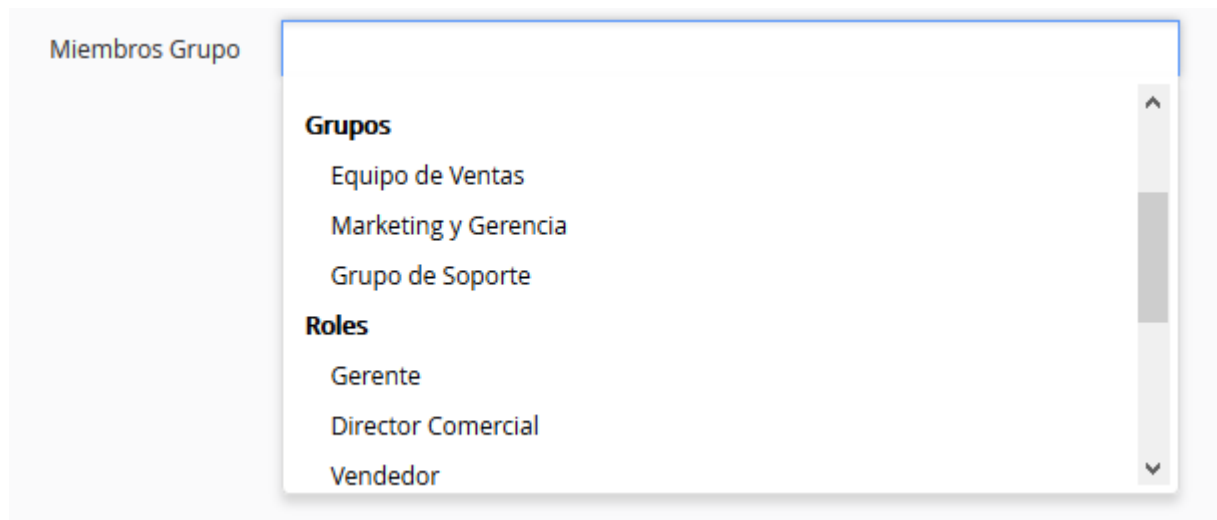 Miembros Grupo
Grupos
Equipo de Ventas
Marketing y Gerencia
Grupo de Soporte
Roles
Gerente
Director Comercial
Vendedor